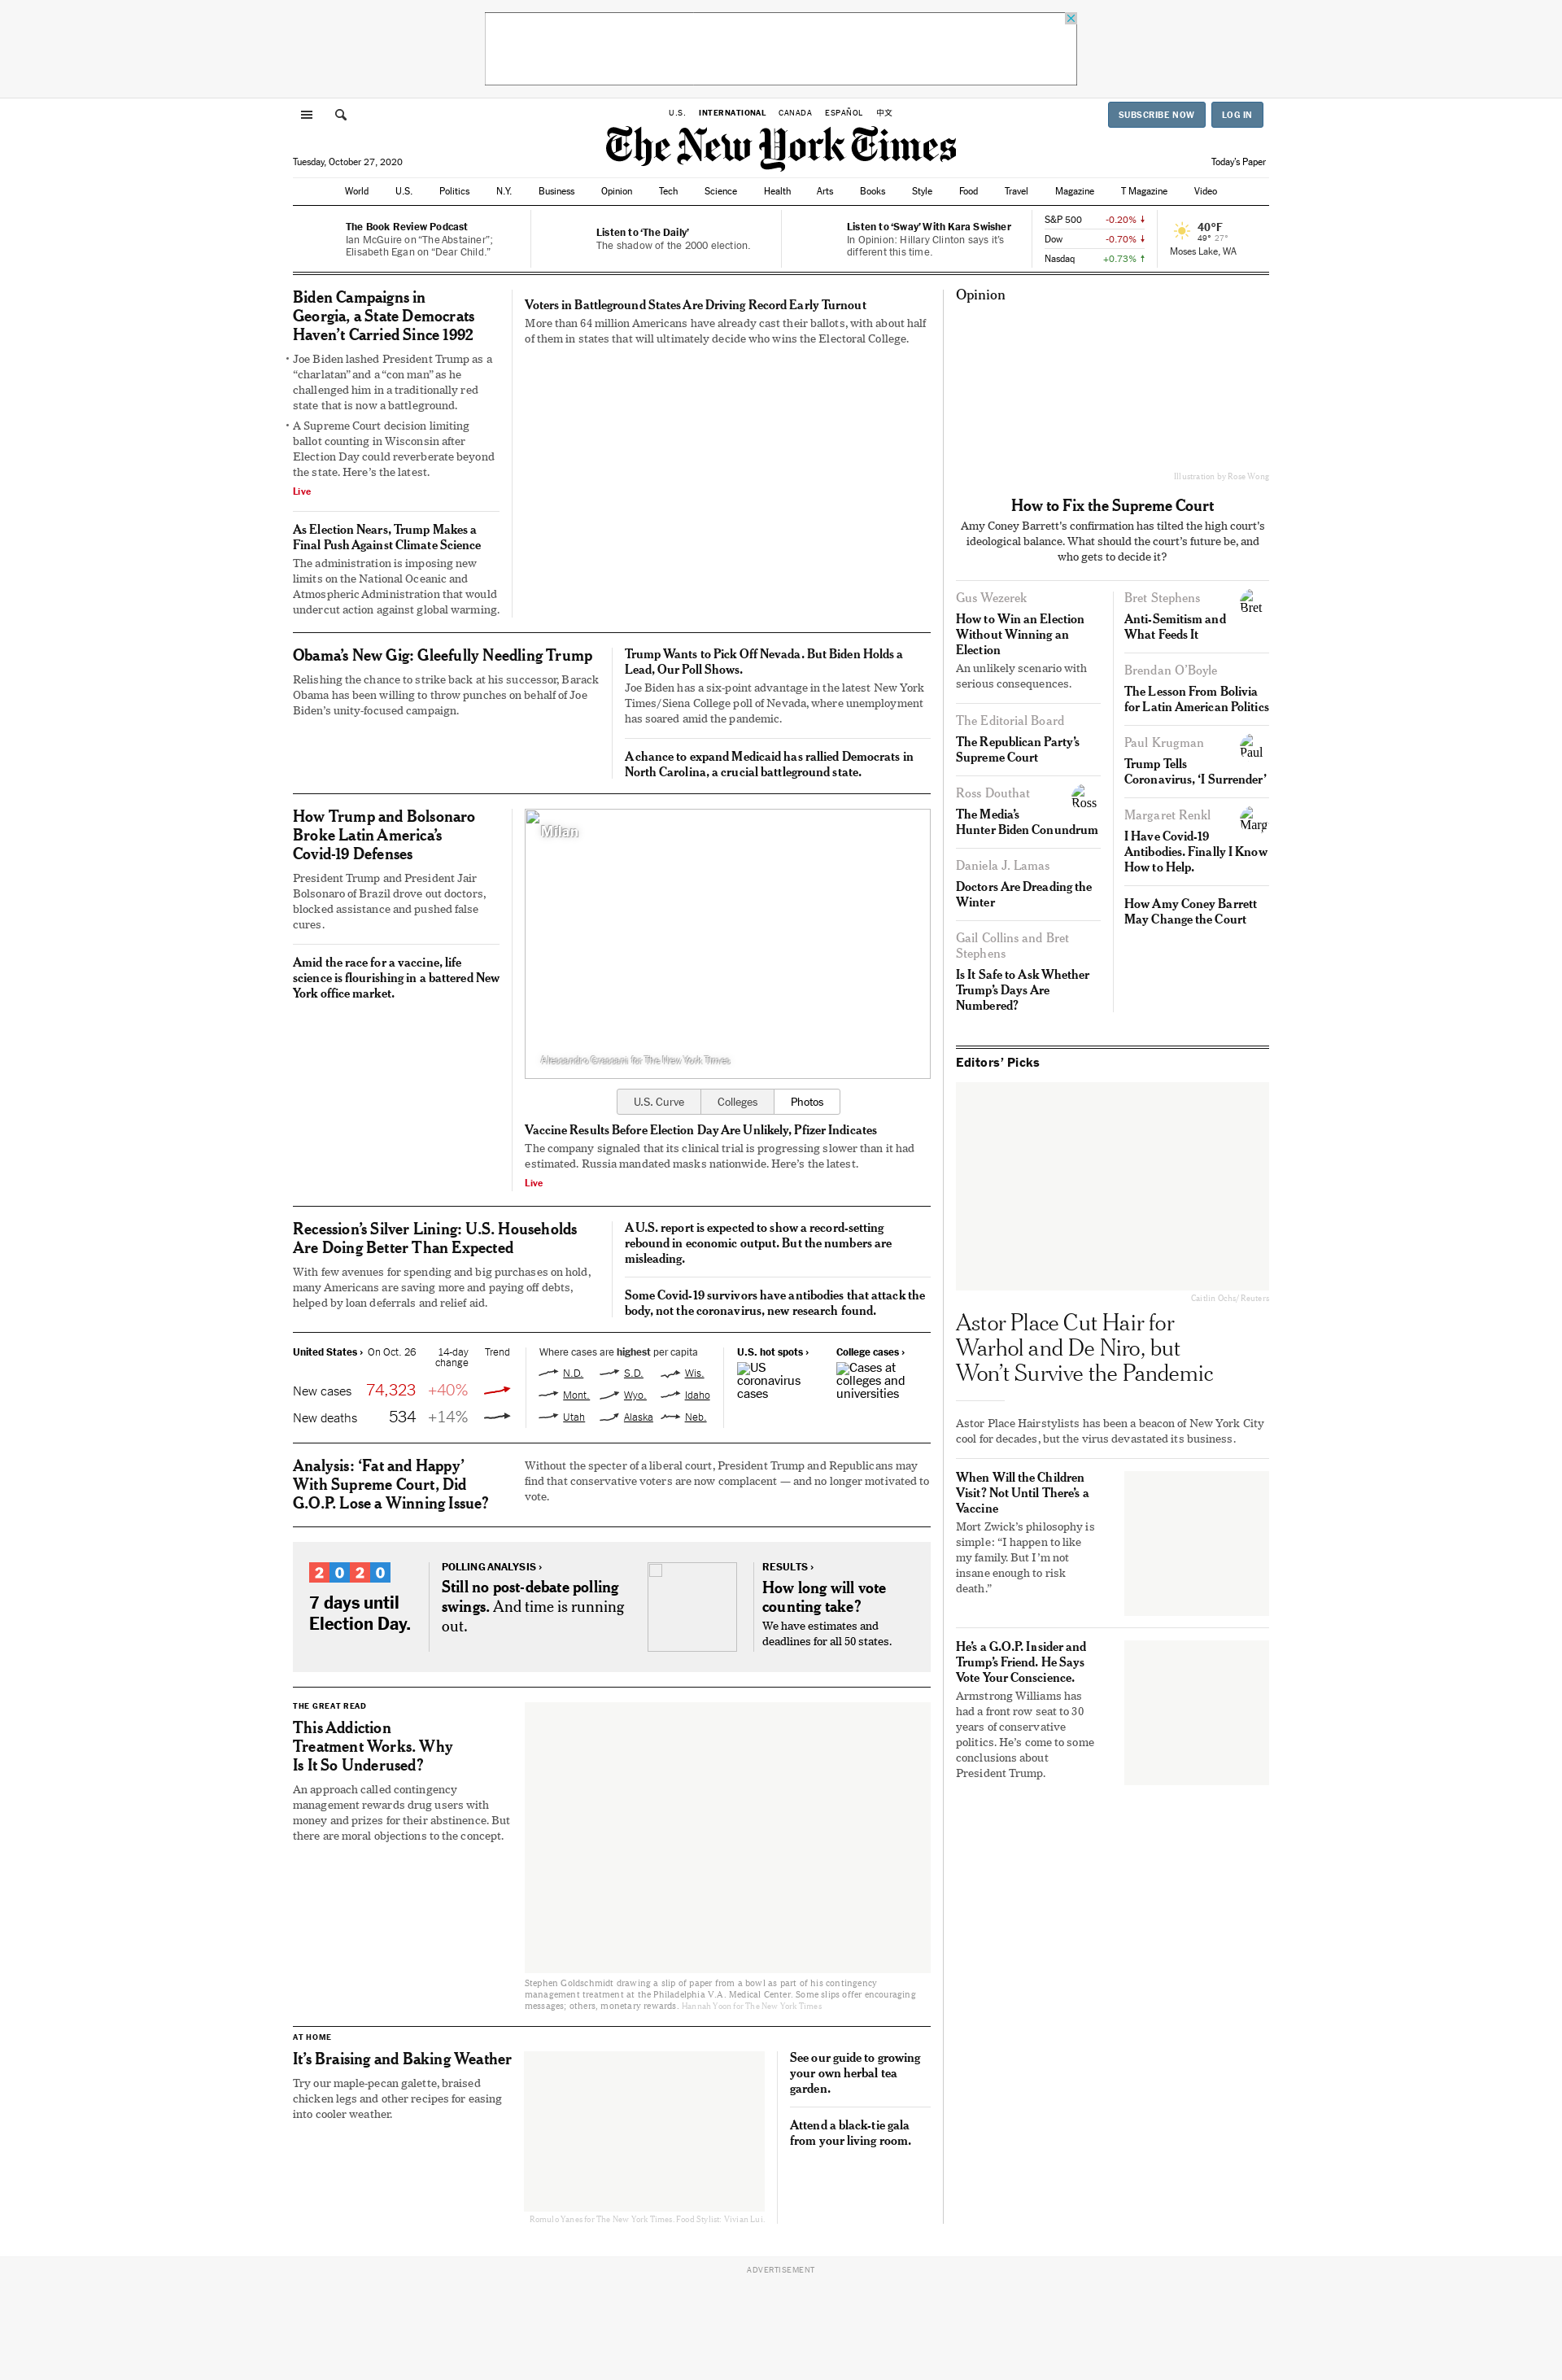 U.S. INTERNATIONAL CANADA ESPAÑOL 中文
SUBSCRIBE NOW LOG IN
The New York Times
Tuesday, October 27, 2020
Today's Paper
World U.S. Politics N.Y. Business Opinion Tech Science Health Arts Books Style Food Travel Magazine T Magazine Video
The Book Review Podcast
Ian McGuire on “The Abstainer”;
Elisabeth Egan on “Dear Child.”
Listen to ‘The Daily’
The shadow of the 2000 election.
Listen to ‘Sway’ With Kara Swisher
In Opinion: Hillary Clinton says it’s
different this time.
S&P 500 -0.20% ↓
Dow -0.70% ↓
Nasdaq +0.73% ↑
40°F
49° 27°
Moses Lake, WA
Biden Campaigns in
Georgia, a State Democrats
Haven’t Carried Since 1992
• Joe Biden lashed President Trump as a
“charlatan” and a “con man” as he
challenged him in a traditionally red
state that is now a battleground.
• A Supreme Court decision limiting
ballot counting in Wisconsin after
Election Day could reverberate beyond
the state. Here’s the latest.
Live
As Election Nears, Trump Makes a
Final Push Against Climate Science
The administration is imposing new
limits on the National Oceanic and
Atmospheric Administration that would
undercut action against global warming.
Voters in Battleground States Are Driving Record Early Turnout
More than 64 million Americans have already cast their ballots, with about half
of them in states that will ultimately decide who wins the Electoral College.
Obama’s New Gig: Gleefully Needling Trump
Relishing the chance to strike back at his successor, Barack
Obama has been willing to throw punches on behalf of Joe
Biden’s unity-focused campaign.
Trump Wants to Pick Off Nevada. But Biden Holds a
Lead, Our Poll Shows.
Joe Biden has a six-point advantage in the latest New York
Times/Siena College poll of Nevada, where unemployment
has soared amid the pandemic.
A chance to expand Medicaid has rallied Democrats in
North Carolina, a crucial battleground state.
How Trump and Bolsonaro
Broke Latin America’s
Covid-19 Defenses
President Trump and President Jair
Bolsonaro of Brazil drove out doctors,
blocked assistance and pushed false
cures.
Amid the race for a vaccine, life
science is flourishing in a battered New
York office market.
Milan
Alessandro Grassani for The New York Times
U.S. Curve Colleges Photos
Vaccine Results Before Election Day Are Unlikely, Pfizer Indicates
The company signaled that its clinical trial is progressing slower than it had
estimated. Russia mandated masks nationwide. Here’s the latest.
Live
Recession’s Silver Lining: U.S. Households
Are Doing Better Than Expected
With few avenues for spending and big purchases on hold,
many Americans are saving more and paying off debts,
helped by loan deferrals and relief aid.
A U.S. report is expected to show a record-setting
rebound in economic output. But the numbers are
misleading.
Some Covid-19 survivors have antibodies that attack the
body, not the coronavirus, new research found.
United States › On Oct. 26 14-day
change Trend
New cases 74,323 +40%
New deaths 534 +14%
Where cases are highest per capita
N.D. S.D. Wis.
Mont. Wyo. Idaho
Utah Alaska Neb.
U.S. hot spots ›
US
coronavirus
cases
College cases ›
Cases at
colleges and
universities
Analysis: ‘Fat and Happy’
With Supreme Court, Did
G.O.P. Lose a Winning Issue?
Without the specter of a liberal court, President Trump and Republicans may
find that conservative voters are now complacent — and no longer motivated to
vote.
2020
7 days until
Election Day.
POLLING ANALYSIS ›
Still no post-debate polling
swings. And time is running
out.
RESULTS ›
How long will vote
counting take?
We have estimates and
deadlines for all 50 states.
THE GREAT READ
This Addiction
Treatment Works. Why
Is It So Underused?
An approach called contingency
management rewards drug users with
money and prizes for their abstinence. But
there are moral objections to the concept.
Stephen Goldschmidt drawing a slip of paper from a bowl as part of his contingency
management treatment at the Philadelphia V.A. Medical Center. Some slips offer encouraging
messages; others, monetary rewards. Hannah Yoon for The New York Times
AT HOME
It’s Braising and Baking Weather
Try our maple-pecan galette, braised
chicken legs and other recipes for easing
into cooler weather.
Romulo Yanes for The New York Times. Food Stylist: Vivian Lui.
See our guide to growing
your own herbal tea
garden.
Attend a black-tie gala
from your living room.
Opinion
Illustration by Rose Wong
How to Fix the Supreme Court
Amy Coney Barrett’s confirmation has tilted the high court’s
ideological balance. What should the court’s future be, and
who gets to decide it?
Gus Wezerek
How to Win an Election
Without Winning an
Election
An unlikely scenario with
serious consequences.
The Editorial Board
The Republican Party’s
Supreme Court
Ross Douthat
Ross
The Media’s
Hunter Biden Conundrum
Daniela J. Lamas
Doctors Are Dreading the
Winter
Gail Collins and Bret
Stephens
Is It Safe to Ask Whether
Trump’s Days Are
Numbered?
Bret Stephens
Bret
Anti-Semitism and
What Feeds It
Brendan O’Boyle
The Lesson From Bolivia
for Latin American Politics
Paul Krugman
Paul
Trump Tells
Coronavirus, ‘I Surrender’
Margaret Renkl
Marg
I Have Covid-19
Antibodies. Finally I Know
How to Help.
How Amy Coney Barrett
May Change the Court
Editors’ Picks
Caitlin Ochs/Reuters
Astor Place Cut Hair for
Warhol and De Niro, but
Won’t Survive the Pandemic
Astor Place Hairstylists has been a beacon of New York City
cool for decades, but the virus devastated its business.
When Will the Children
Visit? Not Until There’s a
Vaccine
Mort Zwick’s philosophy is
simple: “I happen to like
my family. But I’m not
insane enough to risk
death.”
He’s a G.O.P. Insider and
Trump’s Friend. He Says
Vote Your Conscience.
Armstrong Williams has
had a front row seat to 30
years of conservative
politics. He’s come to some
conclusions about
President Trump.
ADVERTISEMENT